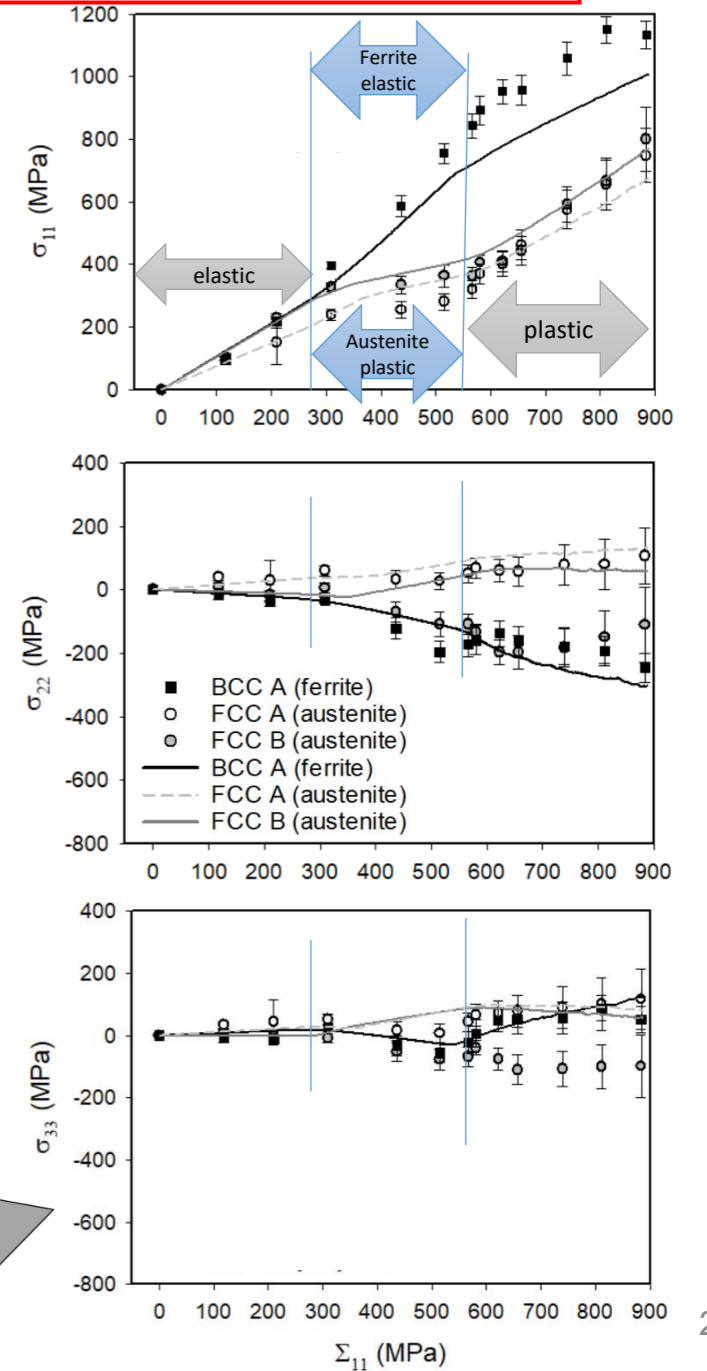 1200
1000
800
600
400
200
0
σ11 (MPa)
Ferrite
elastic
elastic
Austenite
plastic
plastic
0 100 200 300 400 500 600 700 800 900
400
200
0
-200
-400
-600
-800
σ22 (MPa)
BCC A (ferrite)
FCC A (austenite)
FCC B (austenite)
BCC A (ferrite)
FCC A (austenite)
FCC B (austenite)
0 100 200 300 400 500 600 700 800 900
400
200
0
-200
-400
-600
-800
σ33 (MPa)
0 100 200 300 400 500 600 700 800 900
Σ11 (MPa)